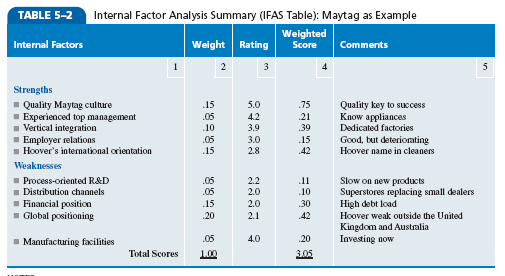 TABLE 5–2 Internal Factor Analysis Summary (IFAS Table): Maytag as Example
Internal Factors Weight Rating Weighted Score Comments
1 2 3 4 5
Strengths
■ Quality Maytag culture .15 5.0 .75 Quality key to success
■ Experienced top management .05 4.2 .21 Know appliances
■ Vertical integration .10 3.9 .39 Dedicated factories
■ Employer relations .05 3.0 .15 Good, but deteriorating
■ Hoover's international orientation .15 2.8 .42 Hoover name in cleaners
Weaknesses
■ Process-oriented R&D .05 2.2 .11 Slow on new products
■ Distribution channels .05 2.0 .10 Superstores replacing small dealers
■ Financial position .15 2.0 .30 High debt load
■ Global positioning .20 2.1 .42 Hoover weak outside the United
Kingdom and Australia
■ Manufacturing facilities .05 4.0 .20 Investing now
Total Scores 1.00 3.05